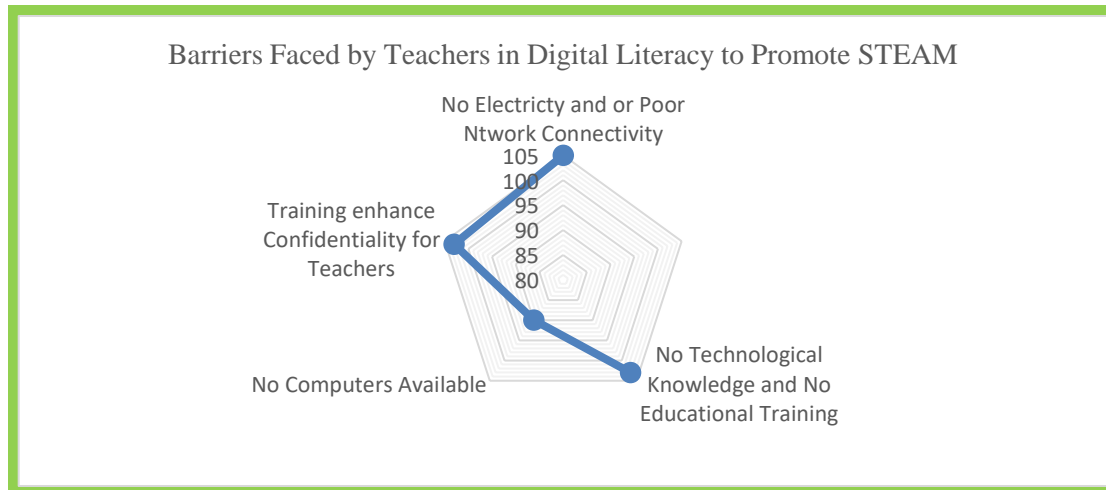 Barriers Faced by Teachers in Digital Literacy to Promote STEAM
No Electricty and or Poor
Ntwork Connectivity
105
100
95
90
85
80
Training enhance
Confidentiality for
Teachers
No Technological
Knowledge and No
Educational Training
No Computers Available